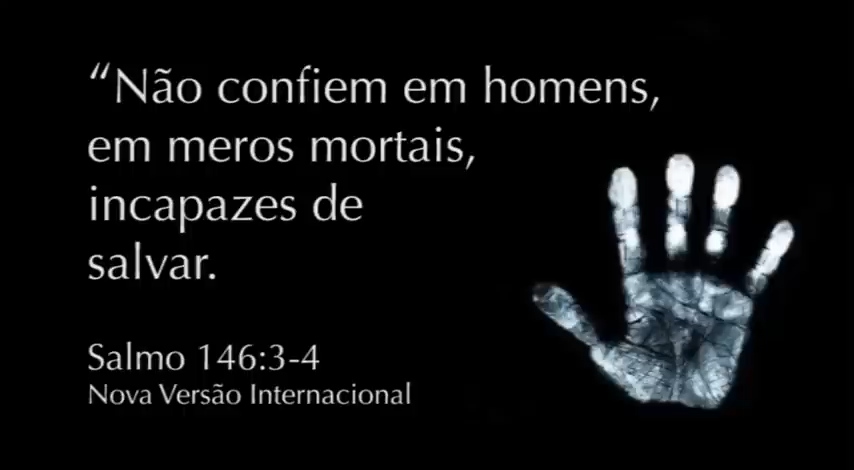 “Não confiem em homens,
em meros mortais,
incapazes de
salvar.
Salmo 146:3-4
Nova Versão Internacional